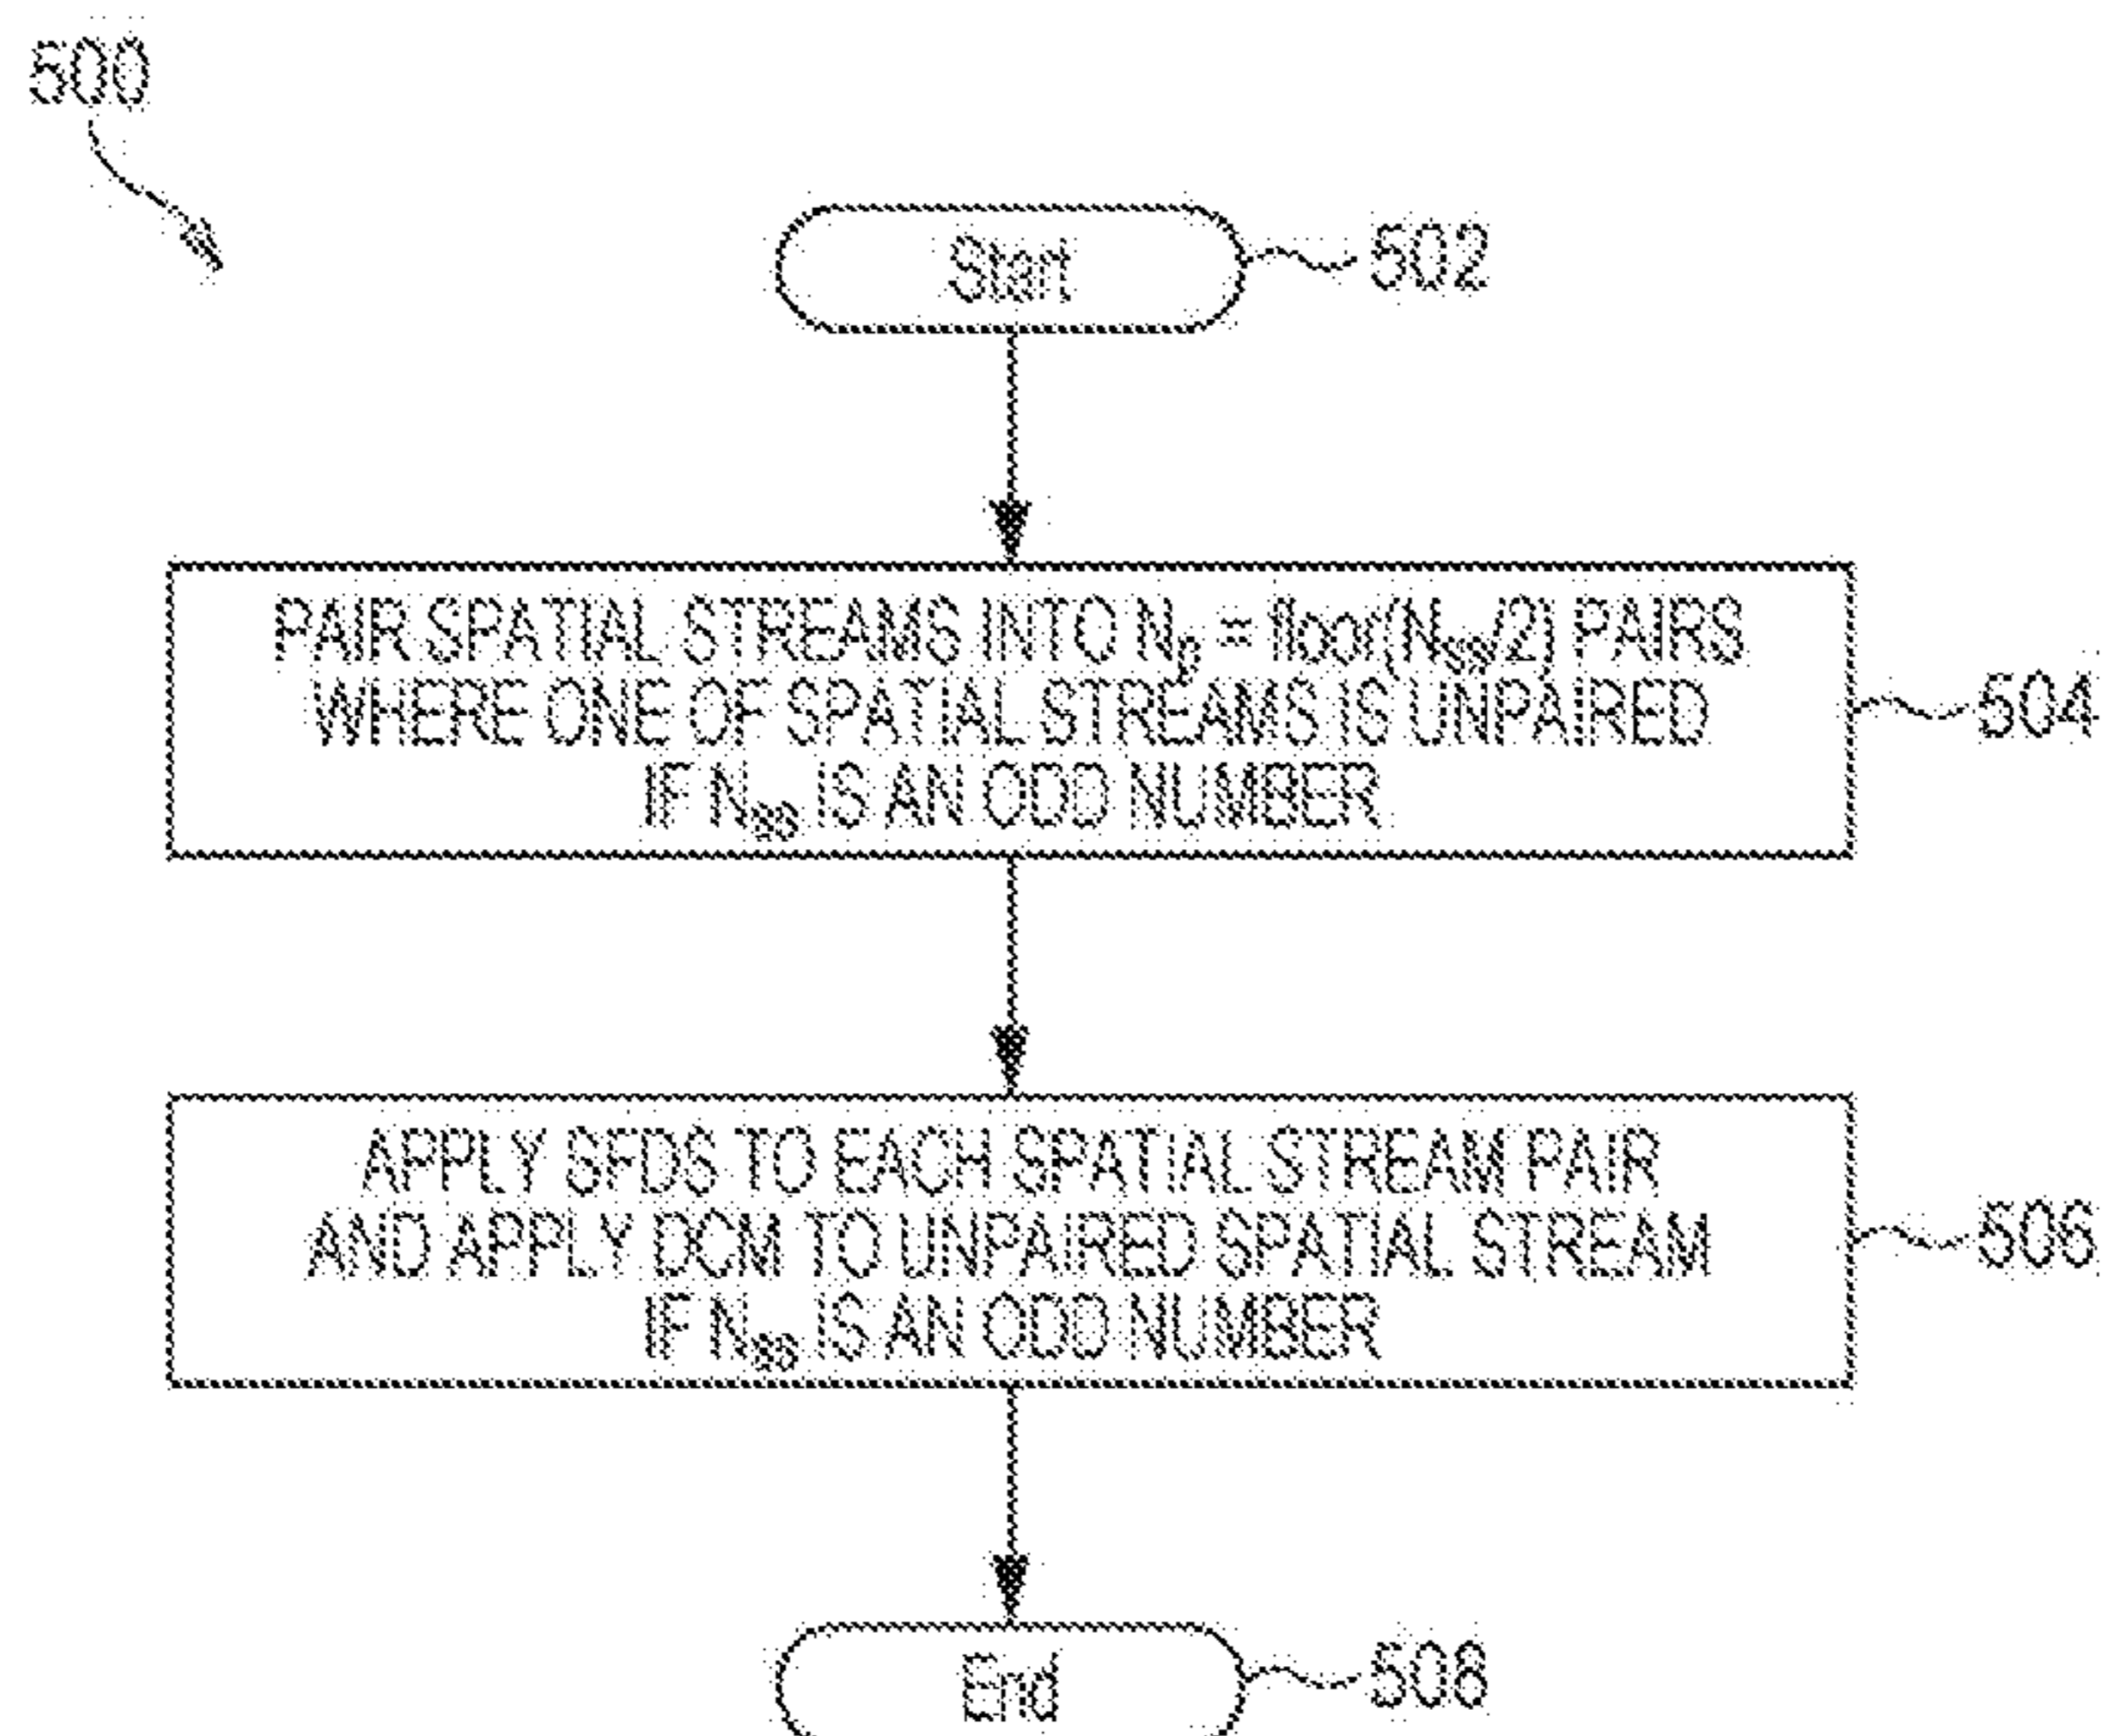 500
Start
502
PAIR SPATIAL STREAMS INTO Np = floor(Nss/2) PAIRS
WHERE ONE OF SPATIAL STREAMS IS UNPAIRED
IF Nss IS AN ODD NUMBER
504
APPLY SFDS TO EACH SPATIAL STREAM PAIR
AND APPLY DCM TO UNPAIRED SPATIAL STREAM
IF Nss IS AN ODD NUMBER
506
End
508